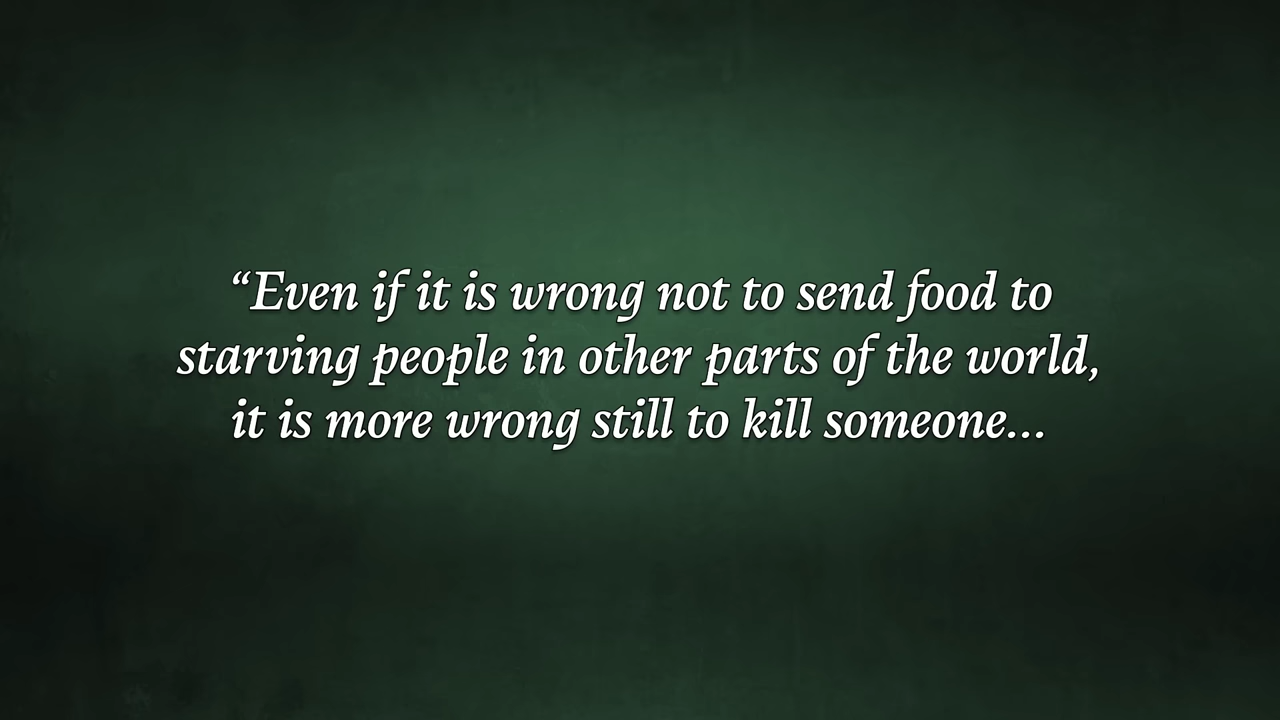 “Even if it is wrong not to send food to
starving people in other parts of the world,
it is more wrong still to kill someone...